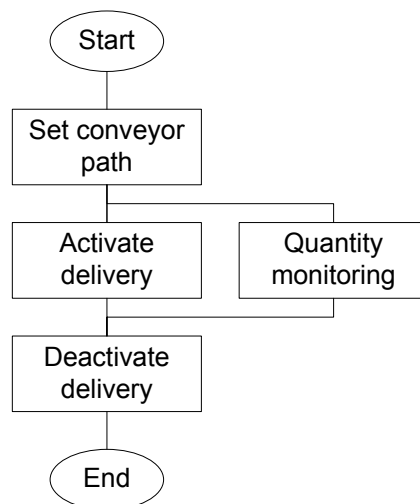 Start
Set conveyor
path
Activate
delivery
Quantity
monitoring
Deactivate
delivery
End